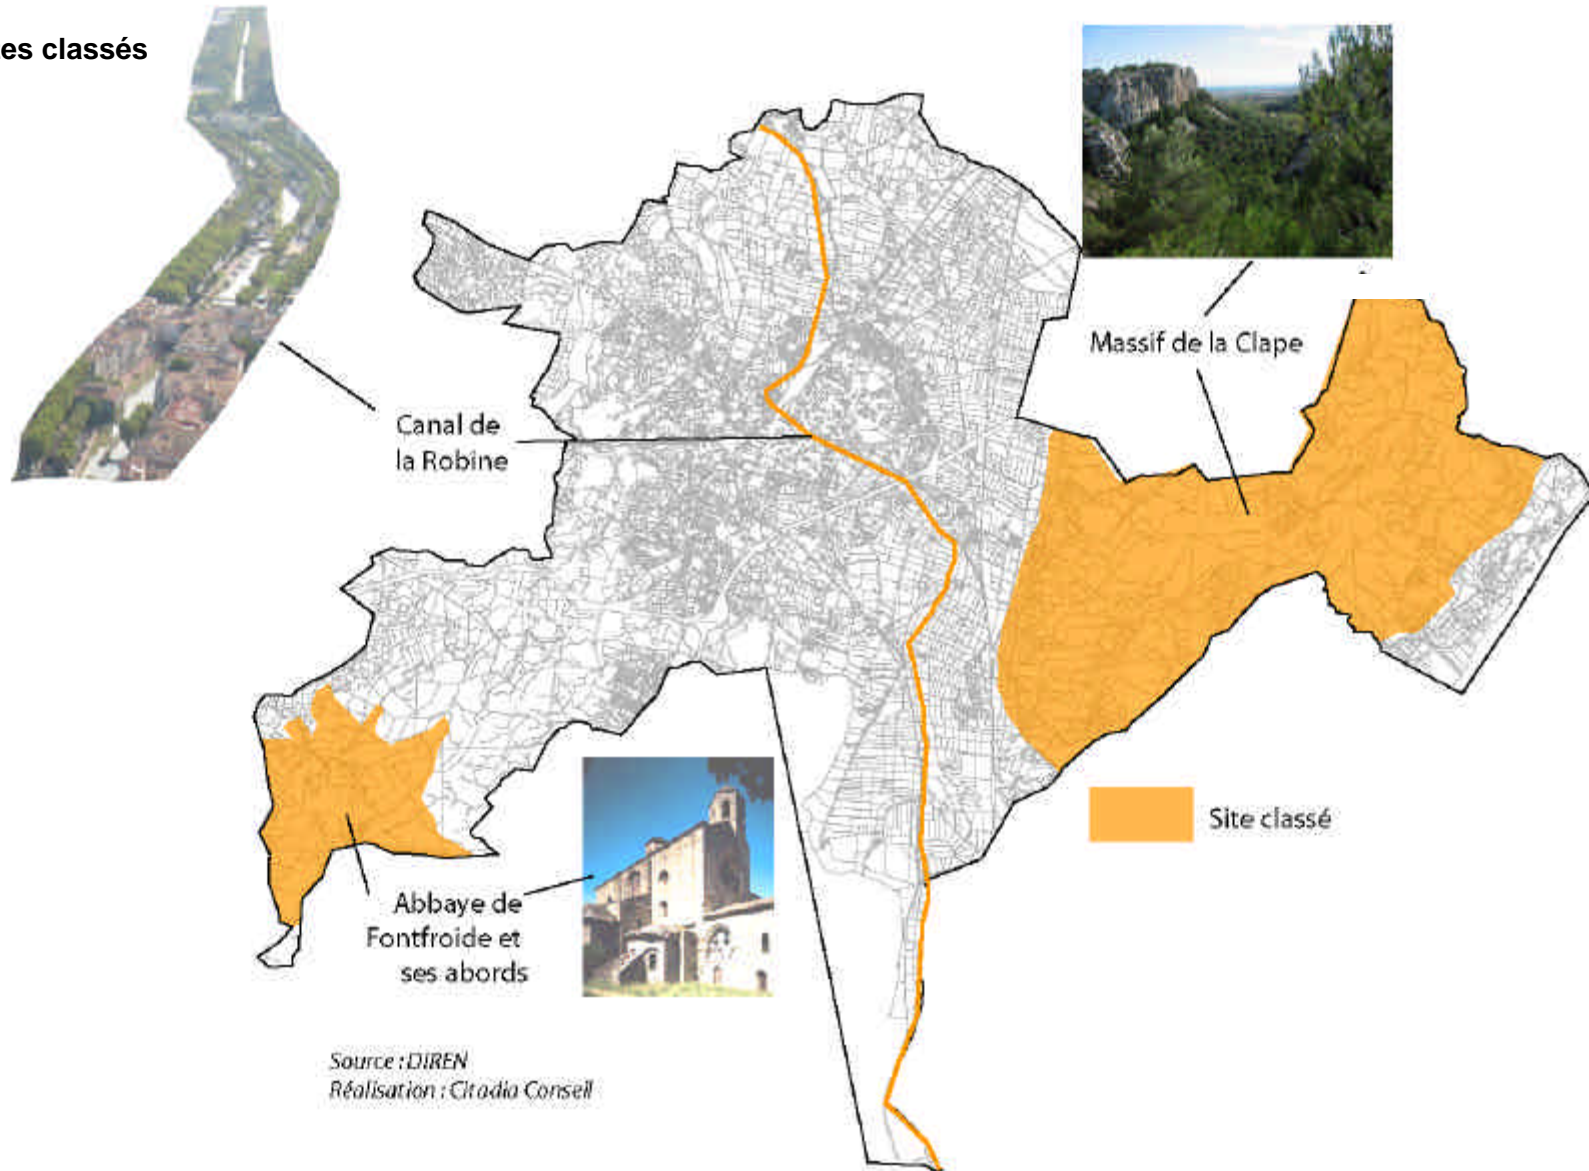 es classés
Massif de la Clape
Canal de
la Robine
Site classé
Abbaye de
Fontfroide et
ses abords
Source : DIREN
Réalisation : Citadia Conseil